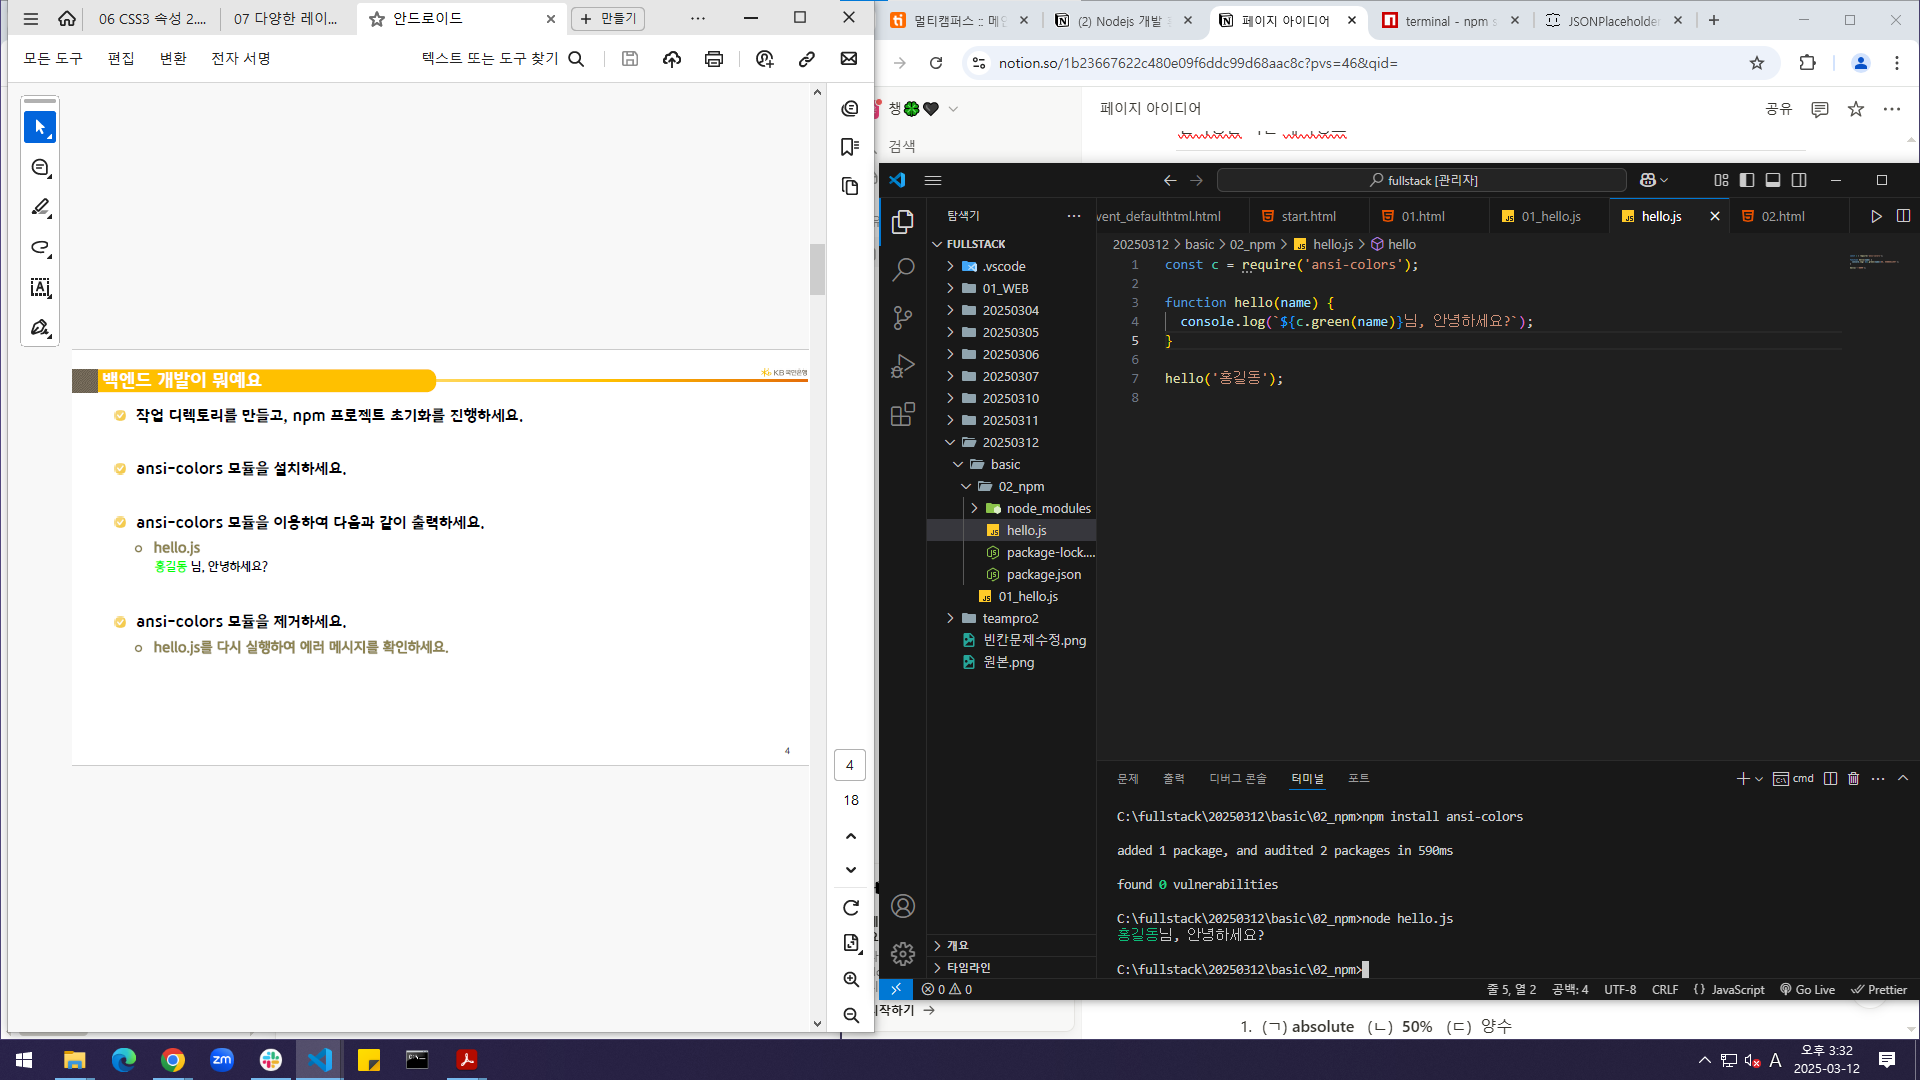 06 CSS3 속성 2....
07 다양한 레이...
안드로이드
만들기
모든 도구
편집
변환
전자 서명
텍스트 또는 도구 찾기
백엔드 개발이 뭐예요
KB 국민은행
작업 디렉토리를 만들고, npm 프로젝트 초기화를 진행하세요.
ansi-colors 모듈을 설치하세요.
ansi-colors 모듈을 이용하여 다음과 같이 출력하세요.
hello.js
홍길동 님, 안녕하세요?
ansi-colors 모듈을 제거하세요.
hello.js를 다시 실행하여 에러 메시지를 확인하세요.
4
4
18
멀티캠퍼스 :: 메인
(2) Nodejs 개발
페이지 아이디어
terminal - npm s
JSONPlaceholder
notion.so/1b23667622c480e09f6ddc99d68aac8c?pvs=46&qid=
챙🍀🖤
검색
페이지 아이디어
공유
fullstack [관리자]
탐색기
vent_defaulthtml.html
start.html
01.html
01_hello.js
hello.js
02.html
FULLSTACK
.vscode
01_WEB
20250304
20250305
20250306
20250307
20250310
20250311
20250312
basic
02_npm
node_modules
hello.js
package-lock....
package.json
01_hello.js
teampro2
빈칸문제수정.png
원본.png
개요
타임라인
20250312 > basic > 02_npm > hello.js > hello
1 const c = require('ansi-colors');
2
3 function hello(name) {
4 console.log(`${c.green(name)}님, 안녕하세요?`);
5 }
6
7 hello('홍길동');
8
문제
출력
디버그 콘솔
터미널
포트
cmd
C:\fullstack\20250312\basic\02_npm>npm install ansi-colors
added 1 package, and audited 2 packages in 590ms
found 0 vulnerabilities
C:\fullstack\20250312\basic\02_npm>node hello.js
홍길동님, 안녕하세요?
C:\fullstack\20250312\basic\02_npm>
0 0
줄 5, 열 2
공백: 4
UTF-8
CRLF
{} JavaScript
Go Live
Prettier
시작하기 →
1. (ㄱ) absolute (ㄴ) 50% (ㄷ) 양수
A
오후 3:32
2025-03-12